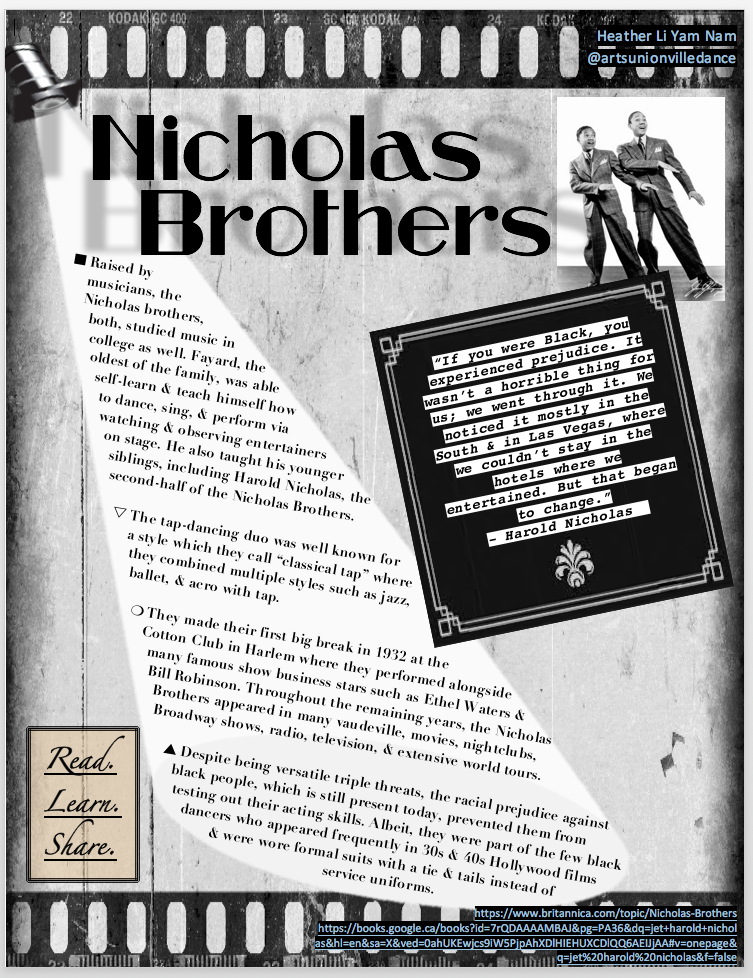 22 KODAK GC 400 23 GC 400 KODAK 24
Heather Li Yam Nam
@artsunionvilledance
Nicholas
Brothers
■ Raised by
musicians, the
Nicholas brothers,
both, studied music in
college as well. Fayard, the
oldest of the family, was able
self-learn & teach himself how
to dance, sing, & perform via
watching & observing entertainers
on stage. He also taught his younger
siblings, including Harold Nicholas, the
second-half of the Nicholas Brothers.
▽ The tap-dancing duo was well known for
a style which they call “classical tap” where
they combined multiple styles such as jazz,
ballet, & acro with tap.
❍ They made their first big break in 1932 at the
Cotton Club in Harlem where they performed alongside
many famous show business stars such as Ethel Waters &
Bill Robinson. Throughout the remaining years, the Nicholas
Brothers appeared in many vaudeville, movies, nightclubs,
Broadway shows, radio, television, & extensive world tours.
▲ Despite being versatile triple threats, the racial prejudice against
black people, which is still present today, prevented them from
testing out their acting skills. Albeit, they were part of the few black
dancers who appeared frequently in 30s & 40s Hollywood films
& were wore formal suits with a tie & tails instead of
service uniforms.
“If you were Black, you
experienced prejudice. It
wasn’t a horrible thing for
us; we went through it. We
noticed it mostly in the
South & in Las Vegas, where
we couldn’t stay in the
hotels where we
entertained. But that began
to change.”
– Harold Nicholas
Read.
Learn.
Share.
https://www.britannica.com/topic/Nicholas-Brothers
https://books.google.ca/books?id=7rQDAAAAMBAJ&pg=PA36&dq=jet+harold+nichol
as&hl=en&sa=X&ved=0ahUKEwjcs9iW5PjpAhXDlHIEHUXCDlQQ6AEIJjAA#v=onepage&
q=jet%20harold%20nicholas&f=false